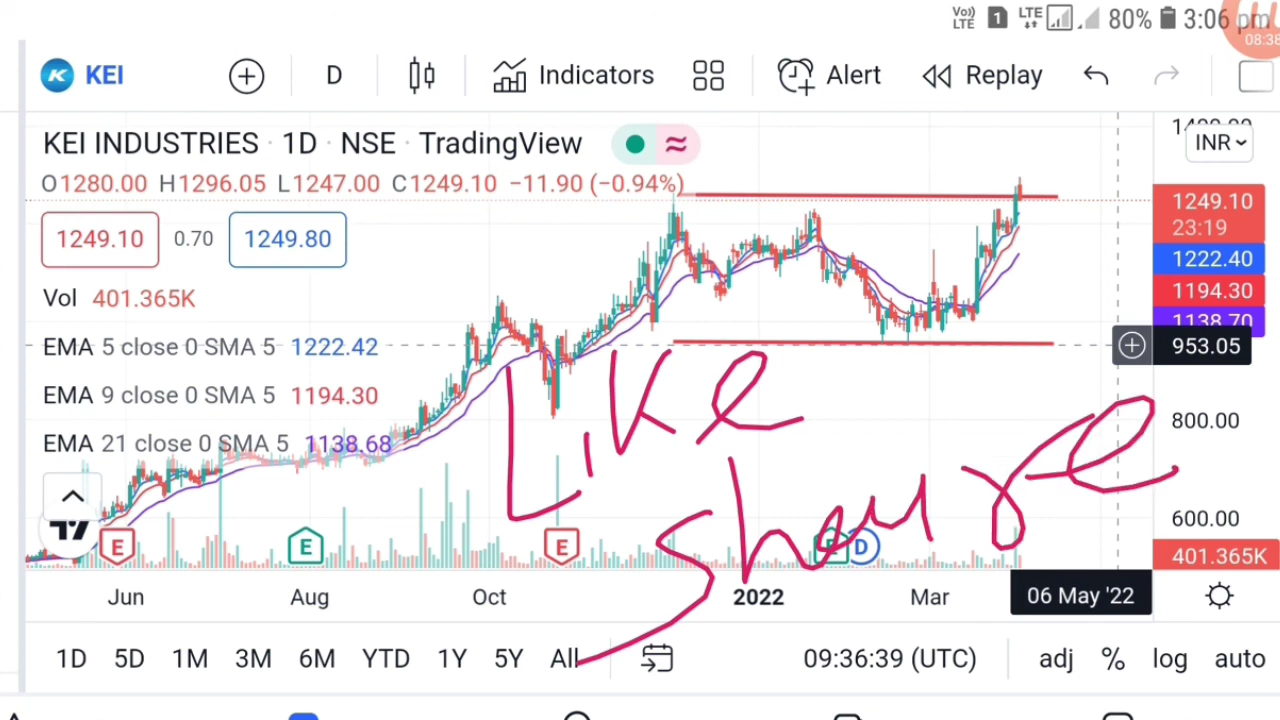 Vo)) LTE 1 LTE 80% 3:06 pm
08:38
KEI D Indicators Alert Replay
KEI INDUSTRIES · 1D · NSE · TradingView
INR
O1280.00 H1296.05 L1247.00 C1249.10 −11.90 (−0.94%)
1249.10 0.70 1249.80
1249.10
23:19
1222.40
1194.30
1138.70
953.05
Vol 401.365K
EMA 5 close 0 SMA 5 1222.42
EMA 9 close 0 SMA 5 1194.30
EMA 21 close 0 SMA 5 1138.68
Like
800.00
600.00
E E E E D
401.365K
Jun Aug Oct 2022 Mar 06 May '22
1D 5D 1M 3M 6M YTD 1Y 5Y All 09:36:39 (UTC) adj % log auto